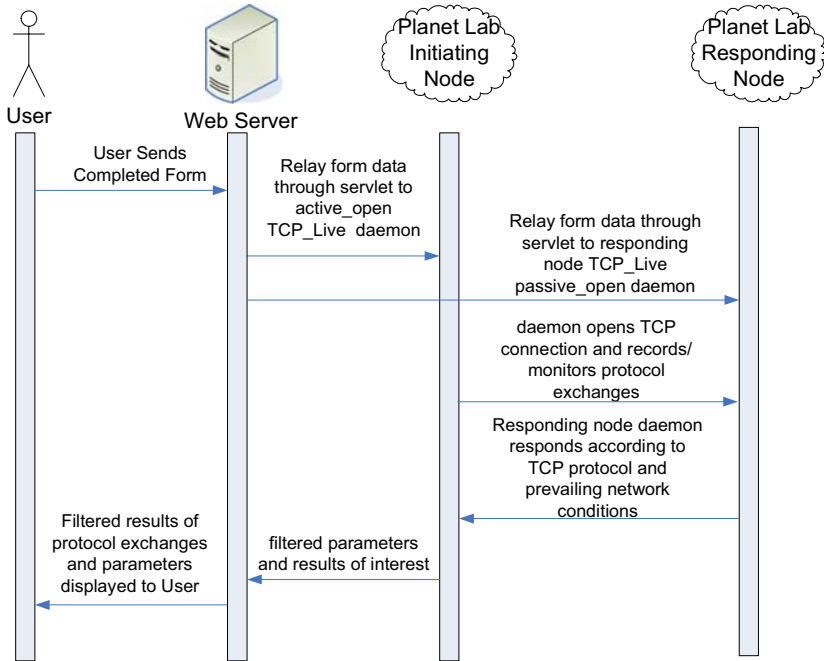 Planet Lab
Initiating
Node
Planet Lab
Responding
Node
User
Web Server
User Sends
Completed Form
Relay form data
through servlet to
active_open
TCP_Live daemon
Relay form data through
servlet to responding
node TCP_Live
passive_open daemon
daemon opens TCP
connection and records/
monitors protocol
exchanges
Responding node daemon
responds according to
TCP protocol and
prevailing network
conditions
Filtered results of
protocol exchanges
and parameters
displayed to User
filtered parameters
and results of interest